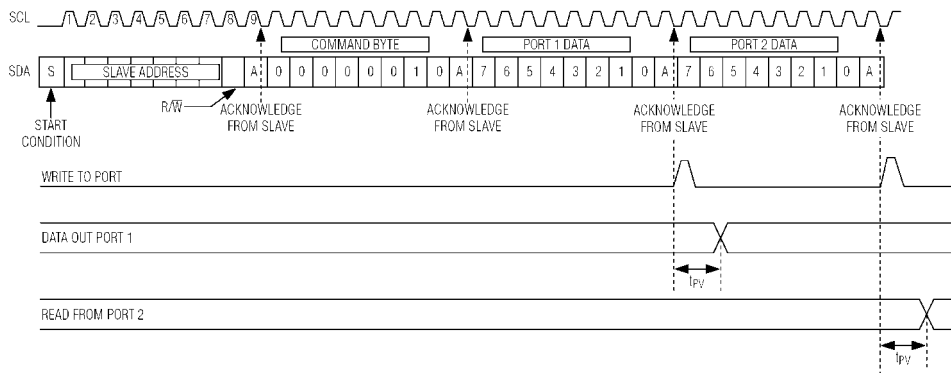 SCL 1 2 3 4 5 6 7 8 9
COMMAND BYTE PORT 1 DATA PORT 2 DATA
SDA S SLAVE ADDRESS A 0 0 0 0 0 0 1 0 A 7 6 5 4 3 2 1 0 A 7 6 5 4 3 2 1 0 A
R/W̅ ACKNOWLEDGE ACKNOWLEDGE ACKNOWLEDGE ACKNOWLEDGE
START FROM SLAVE FROM SLAVE FROM SLAVE FROM SLAVE
CONDITION
WRITE TO PORT
DATA OUT PORT 1
tPV
READ FROM PORT 2
tPV